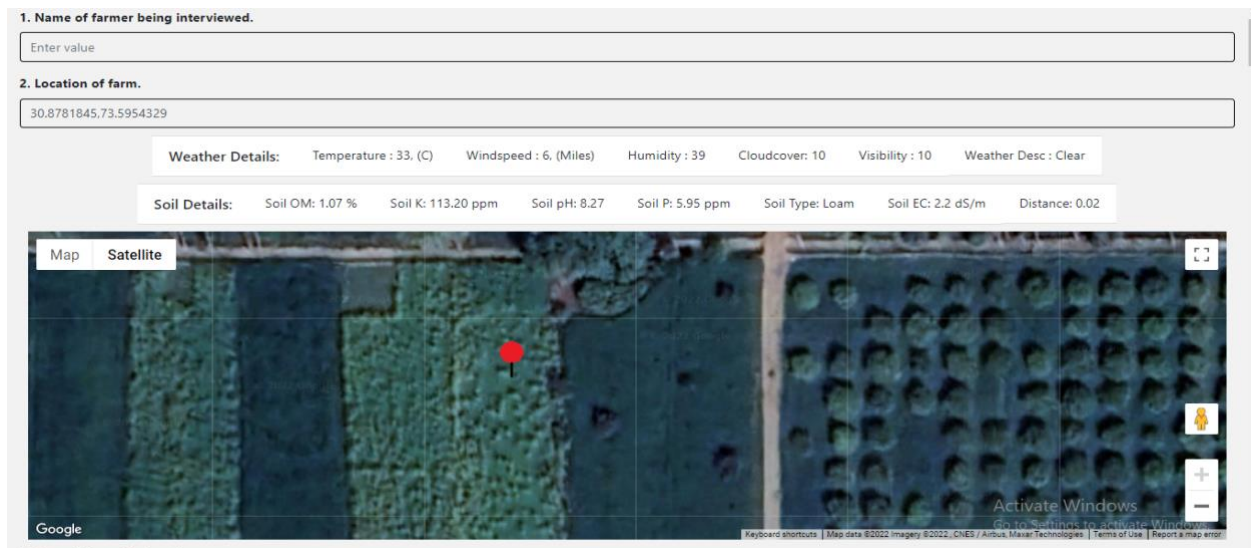 1. Name of farmer being interviewed.
Enter value
2. Location of farm.
30.8781845,73.5954329
Weather Details: Temperature : 33, (C) Windspeed : 6, (Miles) Humidity : 39 Cloudcover: 10 Visibility : 10 Weather Desc : Clear
Soil Details: Soil OM: 1.07 % Soil K: 113.20 ppm Soil pH: 8.27 Soil P: 5.95 ppm Soil Type: Loam Soil EC: 2.2 dS/m Distance: 0.02
Map Satellite
Activate Windows
Go to Settings to activate Windows.
Google
Keyboard shortcuts Map data ©2022 Imagery ©2022 , CNES / Airbus, Maxar Technologies Terms of Use Report a map error